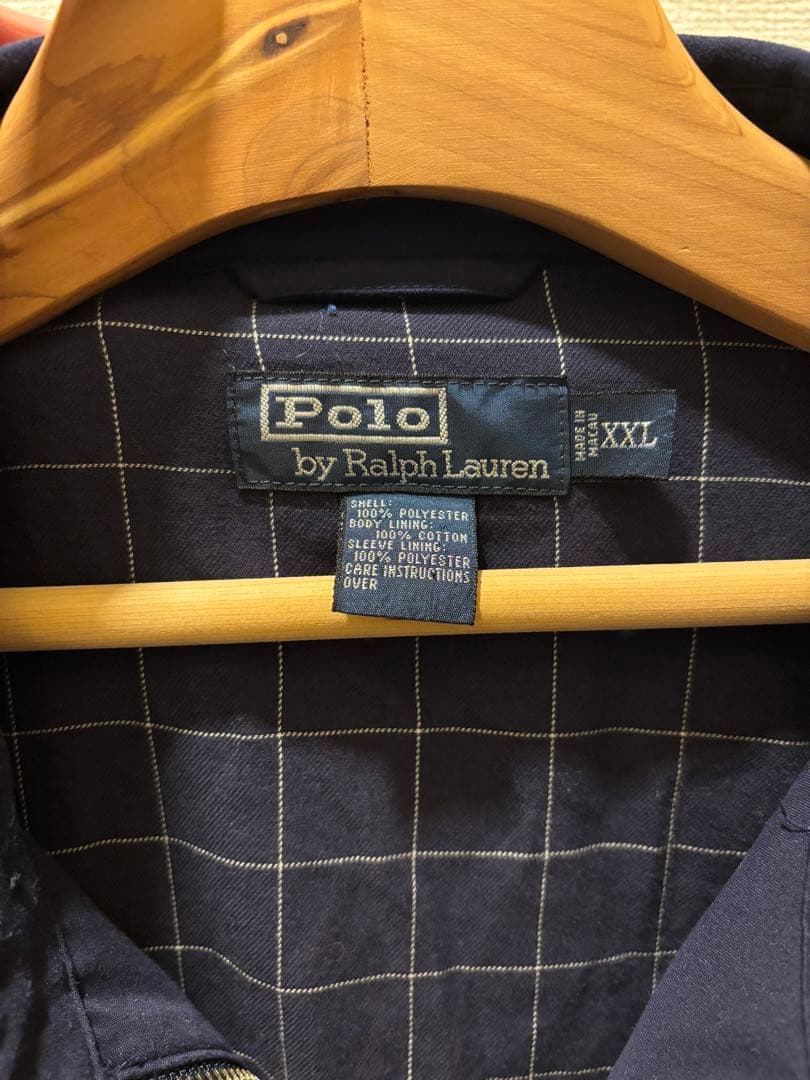 Polo
by Ralph Lauren
MADE IN
MACAU
XXL
SHELL:
100% POLYESTER
BODY LINING:
100% COTTON
SLEEVE LINING:
100% POLYESTER
CARE INSTRUCTIONS
OVER